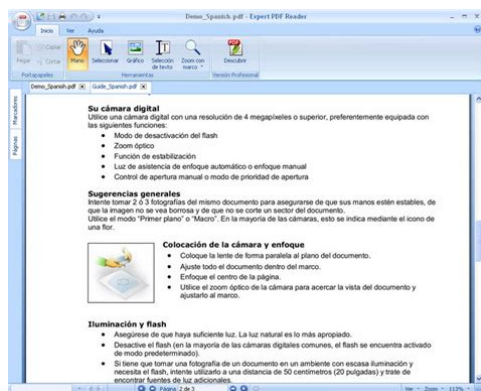 Demo_Spanish.pdf - Expert PDF Reader
Inicio Ver Ayuda
Pegar
Copiar
Cortar
Mano
Seleccionar
Gráfico
Selección
de texto
Zoom con
marco
Descubrir
Portapapeles
Herramientas
Versión Profesional
Demo_Spanish.pdf
Guide_Spanish.pdf
Marcadores
Páginas
Su cámara digital
Utilice una cámara digital con una resolución de 4 megapíxeles o superior, preferentemente equipada con
las siguientes funciones:
• Modo de desactivación del flash
• Zoom óptico
• Función de estabilización
• Luz de asistencia de enfoque automático o enfoque manual
• Control de apertura manual o modo de prioridad de apertura
Sugerencias generales
Intente tomar 2 ó 3 fotografías del mismo documento para asegurarse de que sus manos estén estables, de
que la imagen no se vea borrosa y de que no se corte un sector del documento.
Utilice el modo "Primer plano" o "Macro". En la mayoría de las cámaras, esto se indica mediante el icono de
una flor.
Colocación de la cámara y enfoque
• Coloque la lente de forma paralela al plano del documento.
• Ajuste todo el documento dentro del marco.
• Enfoque el centro de la página.
• Utilice el zoom óptico de la cámara para acercar la vista del documento y
ajustarlo al marco.
Iluminación y flash
• Asegúrese de que haya suficiente luz. La luz natural es lo más apropiado.
• Desactive el flash (en la mayoría de las cámaras digitales comunes, el flash se encuentra activado
de modo predeterminado).
• Si tiene que tomar una fotografía de un documento en un ambiente con escasa iluminación y
necesita el flash, intente utilizarlo a una distancia de 50 centímetros (20 pulgadas) y trate de
encontrar fuentes de luz adicionales.
Página 2 de 3
Zoom 112%